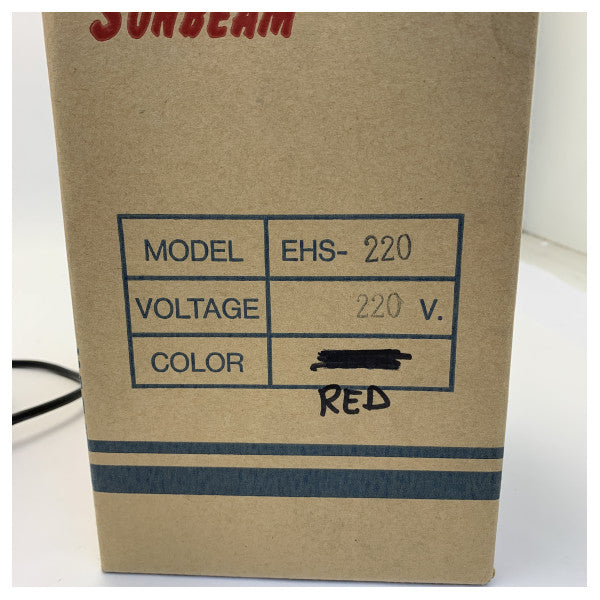 SUNBEAM
MODEL EHS- 220
VOLTAGE 220 V.
COLOR
RED